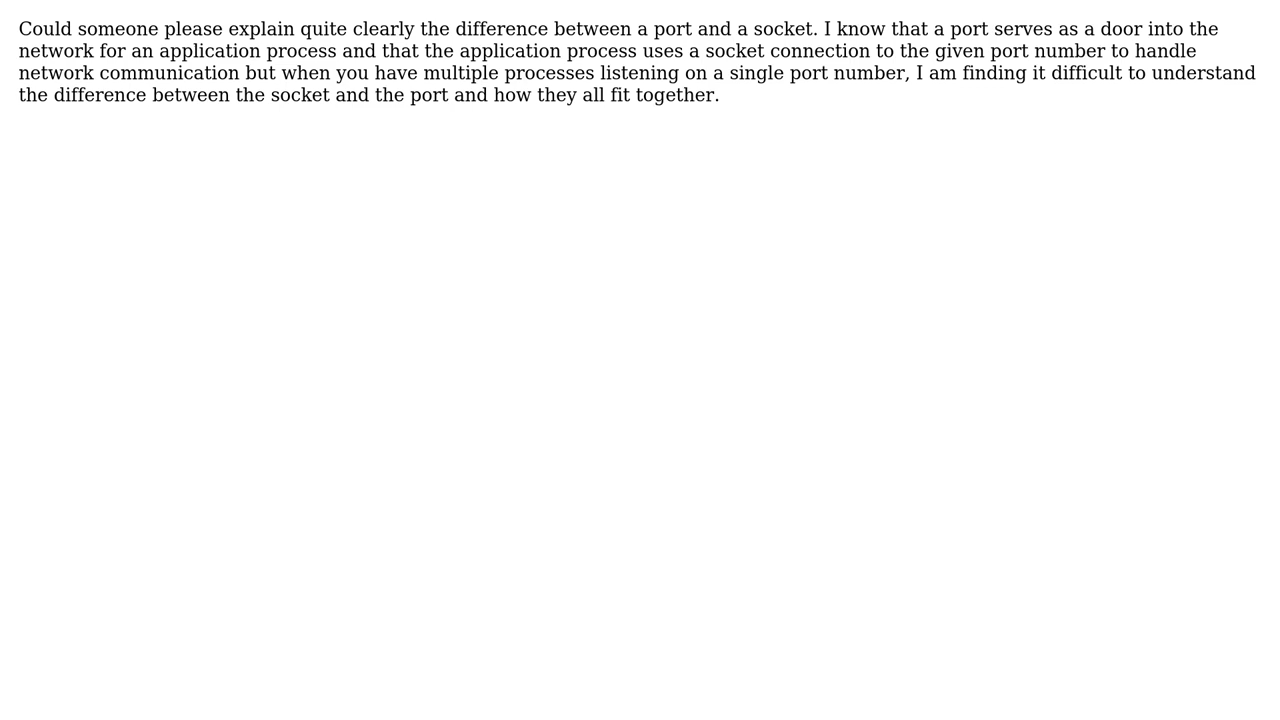 Could someone please explain quite clearly the difference between a port and a socket. I know that a port serves as a door into the
network for an application process and that the application process uses a socket connection to the given port number to handle
network communication but when you have multiple processes listening on a single port number, I am finding it difficult to understand
the difference between the socket and the port and how they all fit together.